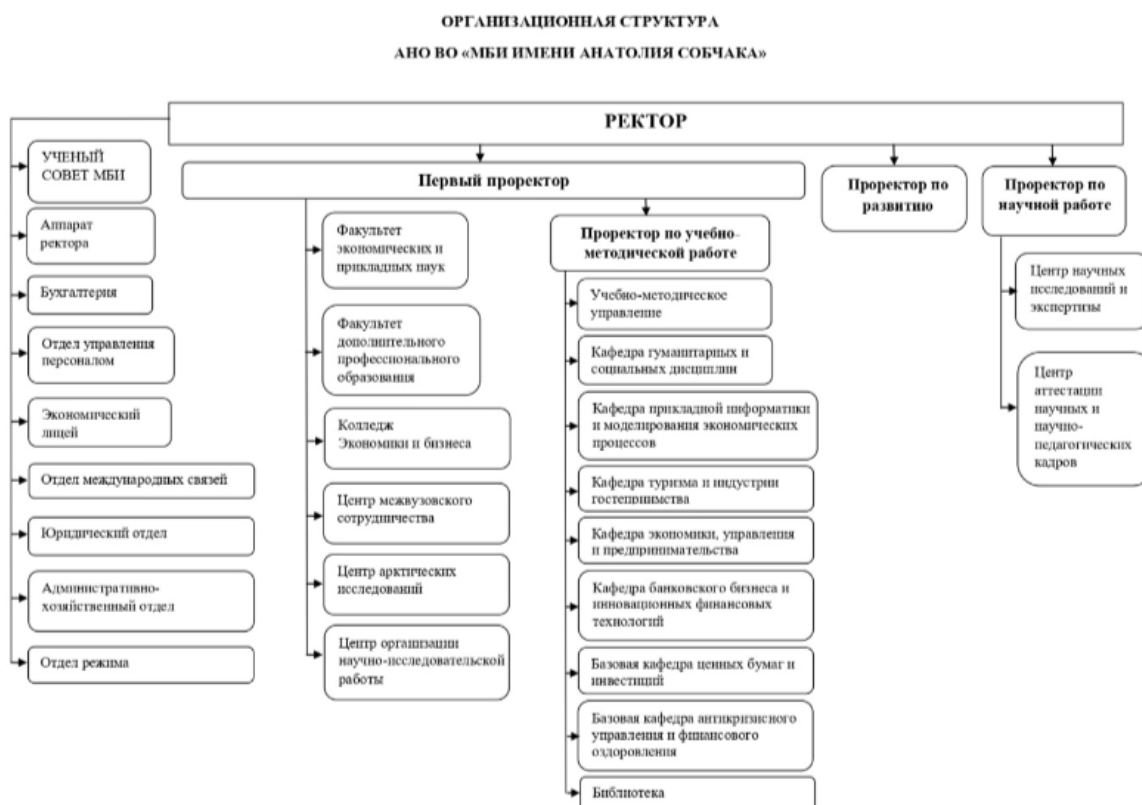 ОРГАНИЗАЦИОННАЯ СТРУКТУРА
АНО ВО «МБИ ИМЕНИ АНАТОЛИЯ СОБЧАКА»
РЕКТОР
УЧЕНЫЙ
СОВЕТ МБИ
Аппарат
ректора
Бухгалтерия
Отдел управления
персоналом
Экономический
лицей
Отдел международных связей
Юридический отдел
Административно-
хозяйственный отдел
Отдел режима
Первый проректор
Факультет
экономических и
прикладных наук
Факультет
дополнительного
профессионального
образования
Колледж
Экономики и бизнеса
Центр межвузовского
сотрудничества
Центр арктических
исследований
Центр организации
научно-исследовательской
работы
Проректор по учебно-
методической работе
Учебно-методическое
управление
Кафедра гуманитарных и
социальных дисциплин
Кафедра прикладной информатики
и моделирования экономических
процессов
Кафедра туризма и индустрии
гостеприимства
Кафедра экономики, управления
и предпринимательства
Кафедра банковского бизнеса и
инновационных финансовых
технологий
Базовая кафедра ценных бумаг и
инвестиций
Базовая кафедра антикризисного
управления и финансового
оздоровления
Библиотека
Проректор по
развитию
Проректор по
научной работе
Центр научных
исследований и
экспертизы
Центр
аттестации
научных и
научно-
педагогических
кадров